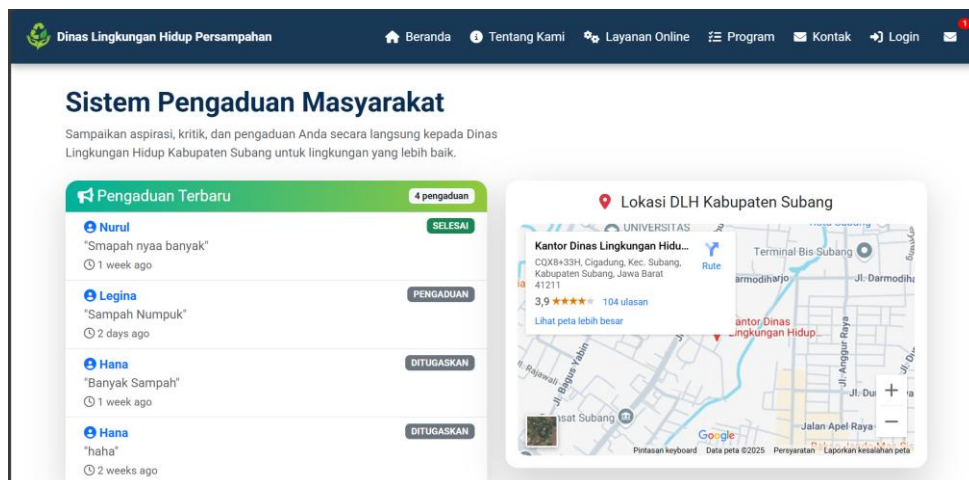 Dinas Lingkungan Hidup Persampahan
Beranda
Tentang Kami
Layanan Online
Program
Kontak
Login
1
Sistem Pengaduan Masyarakat
Sampaikan aspirasi, kritik, dan pengaduan Anda secara langsung kepada Dinas
Lingkungan Hidup Kabupaten Subang untuk lingkungan yang lebih baik.
Pengaduan Terbaru
4 pengaduan
Nurul
SELESAI
"Smapah nyaa banyak"
1 week ago
Legina
PENGADUAN
"Sampah Numpuk"
2 days ago
Hana
DITUGASKAN
"Banyak Sampah"
1 week ago
Hana
DITUGASKAN
"haha"
2 weeks ago
Lokasi DLH Kabupaten Subang
UNIVERSITAS
Kantor Dinas Lingkungan Hidu...
Rute
CQX8+33H, Cigadung, Kec. Subang,
Kabupaten Subang, Jawa Barat
41211
3,9
104 ulasan
Lihat peta lebih besar
Terminal Bis Subang
armodiharjo
Jl. Darmodiha
antor Dinas
Lingkungan Hidup...
Jl. Anggur Raya
Jl. Bagus Yabin
Rajawali
sat Subang
Jalan Apel Raya
+
−
Google
Pintasan keyboard
Data peta ©2025
Persyaratan
Laporkan kesalahan peta